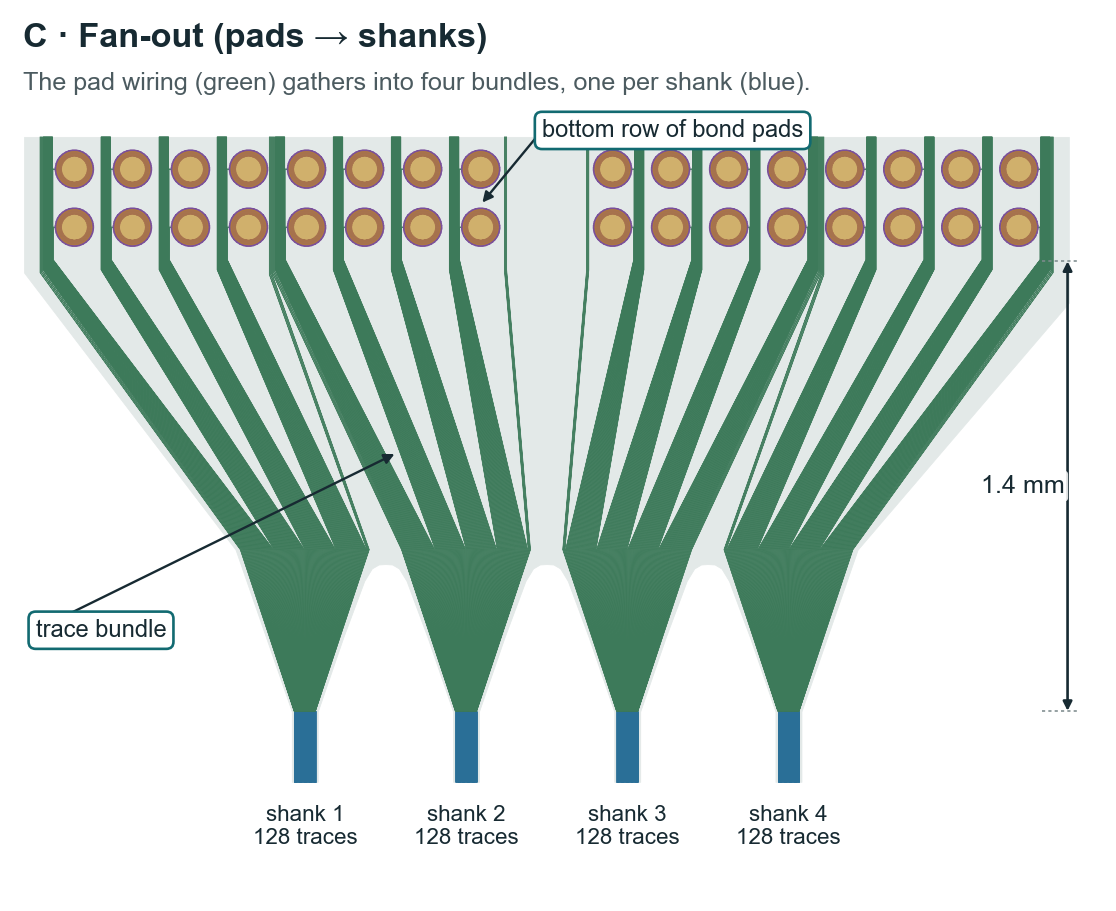 C · Fan-out (pads → shanks)
The pad wiring (green) gathers into four bundles, one per shank (blue).
bottom row of bond pads
1.4 mm
trace bundle
shank 1
128 traces
shank 2
128 traces
shank 3
128 traces
shank 4
128 traces